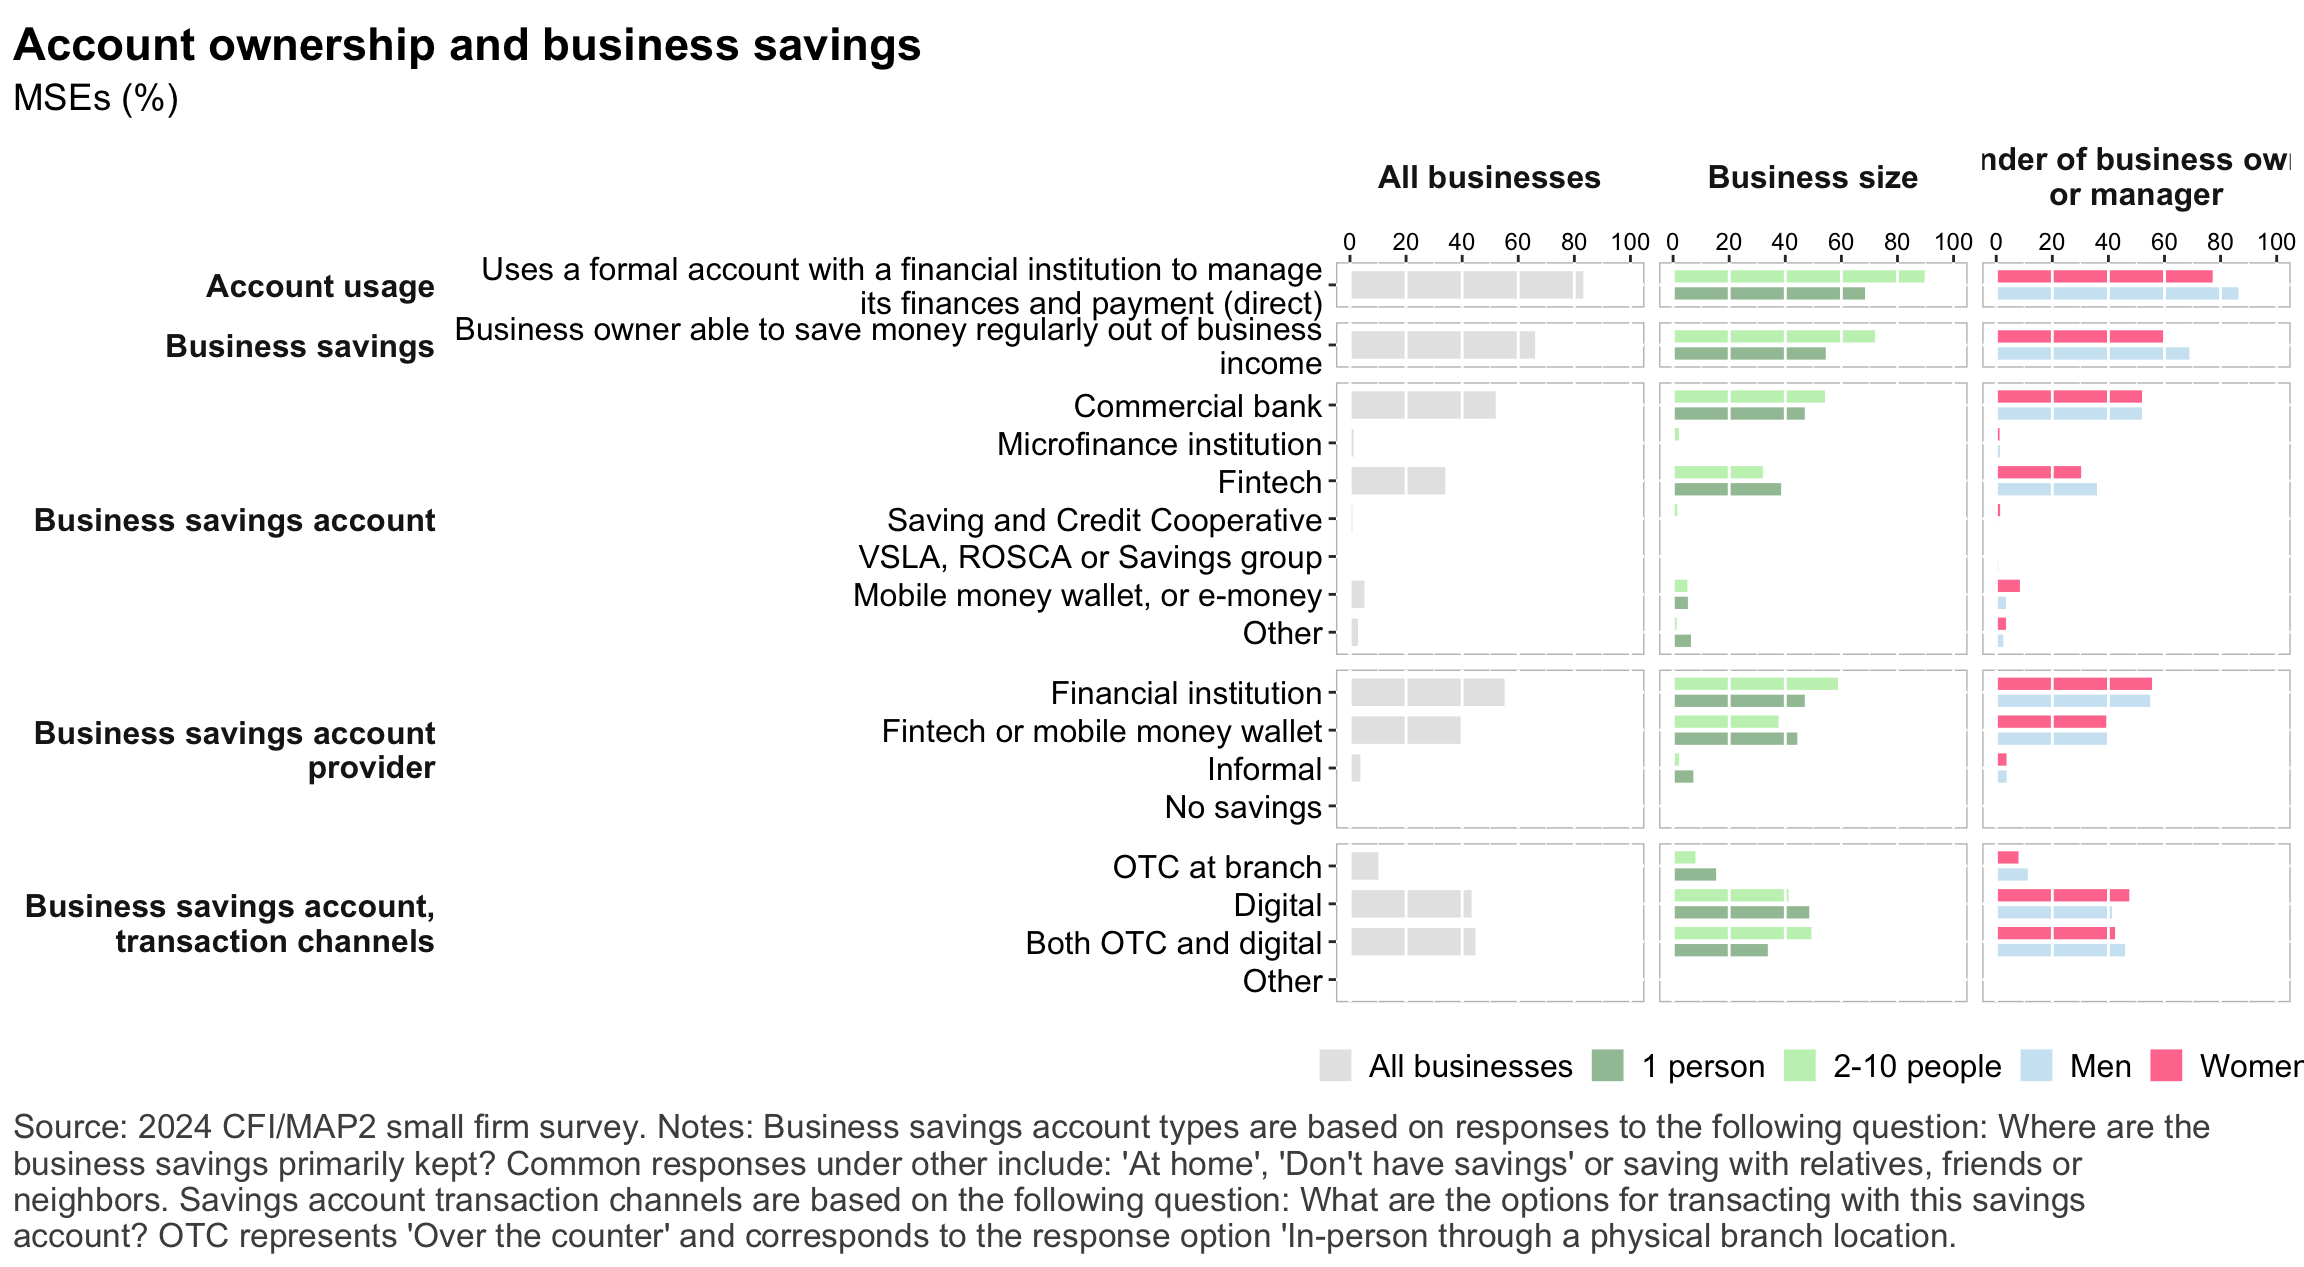 Account ownership and business savings
MSEs (%)
All businesses
Business size
nder of business ow
or manager
0 20 40 60 80 100 0 20 40 60 80 100 0 20 40 60 80 100
Account usage
Uses a formal account with a financial institution to manage
its finances and payment (direct)
Business savings
Business owner able to save money regularly out of business
income
Business savings account
Commercial bank
Microfinance institution
Fintech
Saving and Credit Cooperative
VSLA, ROSCA or Savings group
Mobile money wallet, or e-money
Other
Business savings account
provider
Financial institution
Fintech or mobile money wallet
Informal
No savings
Business savings account,
transaction channels
OTC at branch
Digital
Both OTC and digital
Other
All businesses 1 person 2-10 people Men Women
Source: 2024 CFI/MAP2 small firm survey. Notes: Business savings account types are based on responses to the following question: Where are the
business savings primarily kept? Common responses under other include: 'At home', 'Don't have savings' or saving with relatives, friends or
neighbors. Savings account transaction channels are based on the following question: What are the options for transacting with this savings
account? OTC represents 'Over the counter' and corresponds to the response option 'In-person through a physical branch location.